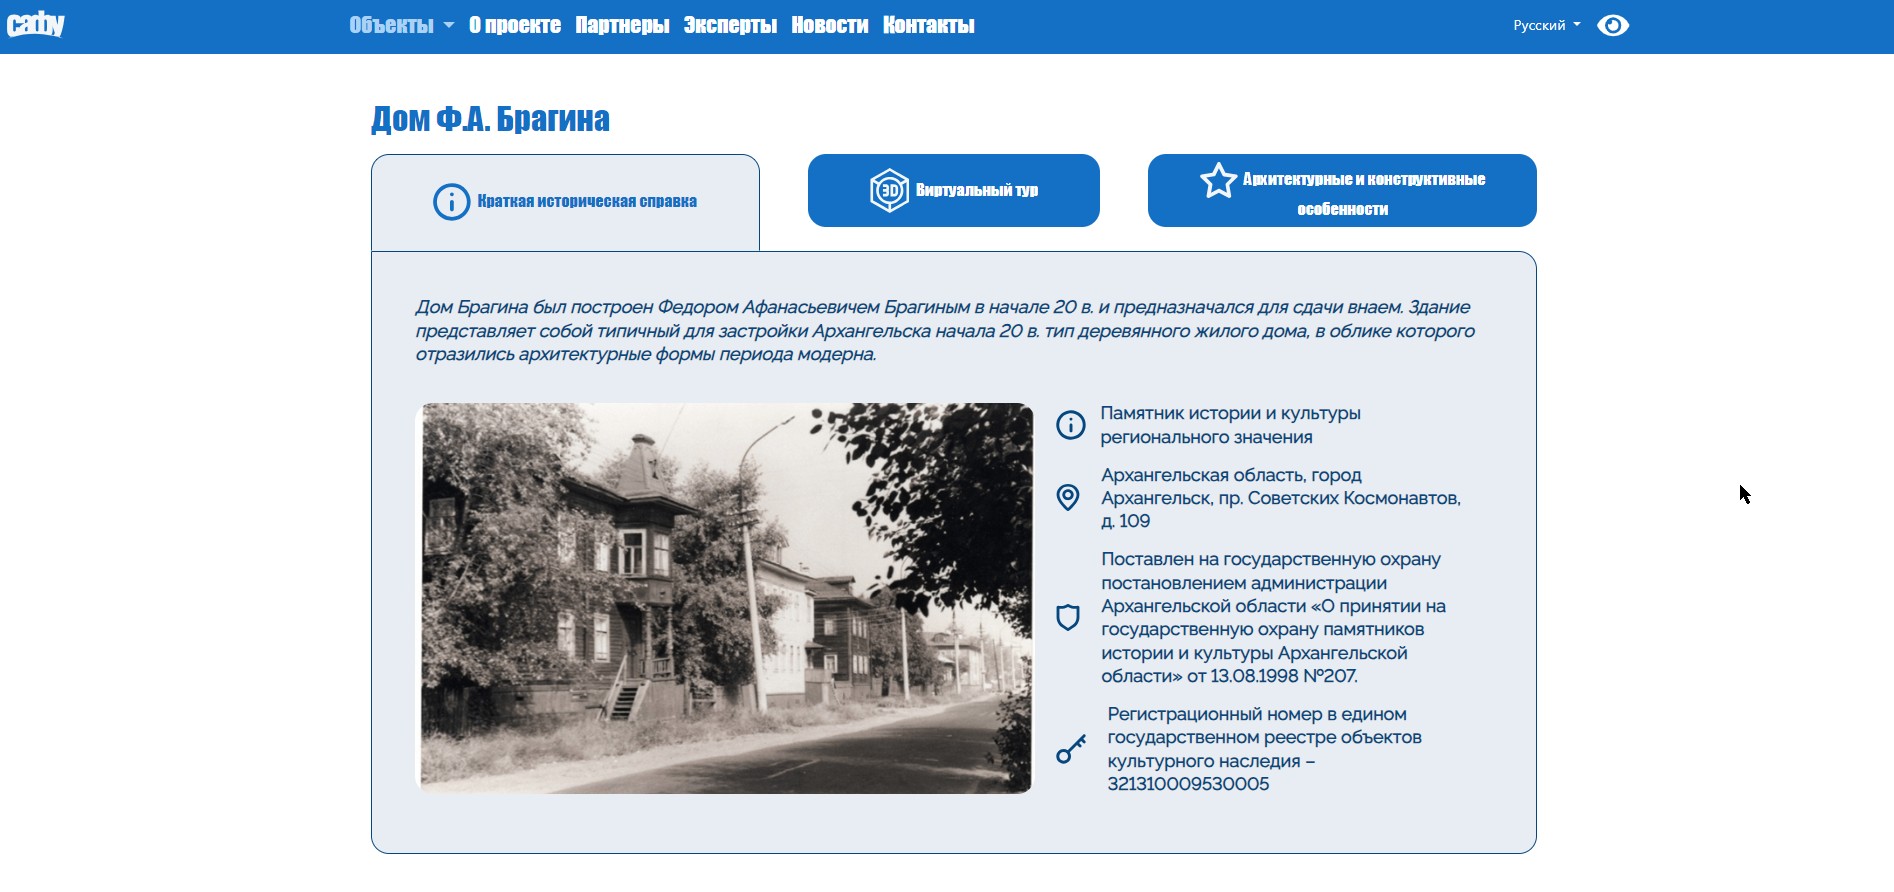 сафу
Объекты О проекте Партнеры Эксперты Новости Контакты Русский
Дом Ф.А. Брагина
Краткая историческая справка
3D Виртуальный тур
Архитектурные и конструктивные
особенности
Дом Брагина был построен Федором Афанасьевичем Брагиным в начале 20 в. и предназначался для сдачи внаем. Здание
представляет собой типичный для застройки Архангельска начала 20 в. тип деревянного жилого дома, в облике которого
отразились архитектурные формы периода модерна.
Памятник истории и культуры
регионального значения
Архангельская область, город
Архангельск, пр. Советских Космонавтов,
д. 109
Поставлен на государственную охрану
постановлением администрации
Архангельской области «О принятии на
государственную охрану памятников
истории и культуры Архангельской
области» от 13.08.1998 №207.
Регистрационный номер в едином
государственном реестре объектов
культурного наследия –
321310009530005